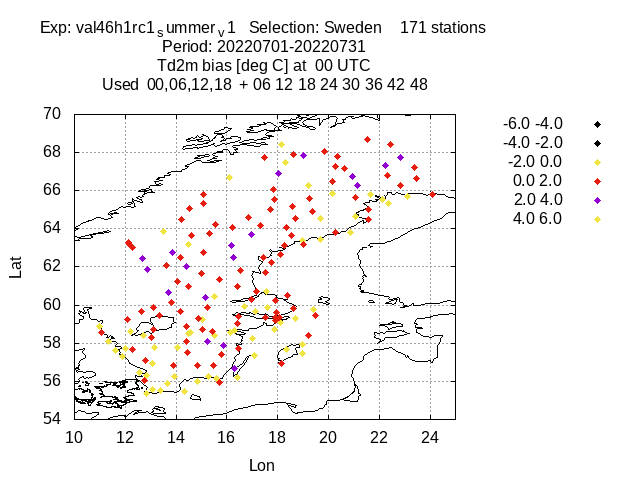 Exp: val46h1rc1summerv1 Selection: Sweden 171 stations
Period: 20220701-20220731
Td2m bias [deg C] at 00 UTC
Used 00,06,12,18 + 06 12 18 24 30 36 42 48
70
68
66
64
62
60
58
56
54
Lat
10 12 14 16 18 20 22 24
Lon
-6.0 -4.0
-4.0 -2.0
-2.0 0.0
0.0 2.0
2.0 4.0
4.0 6.0